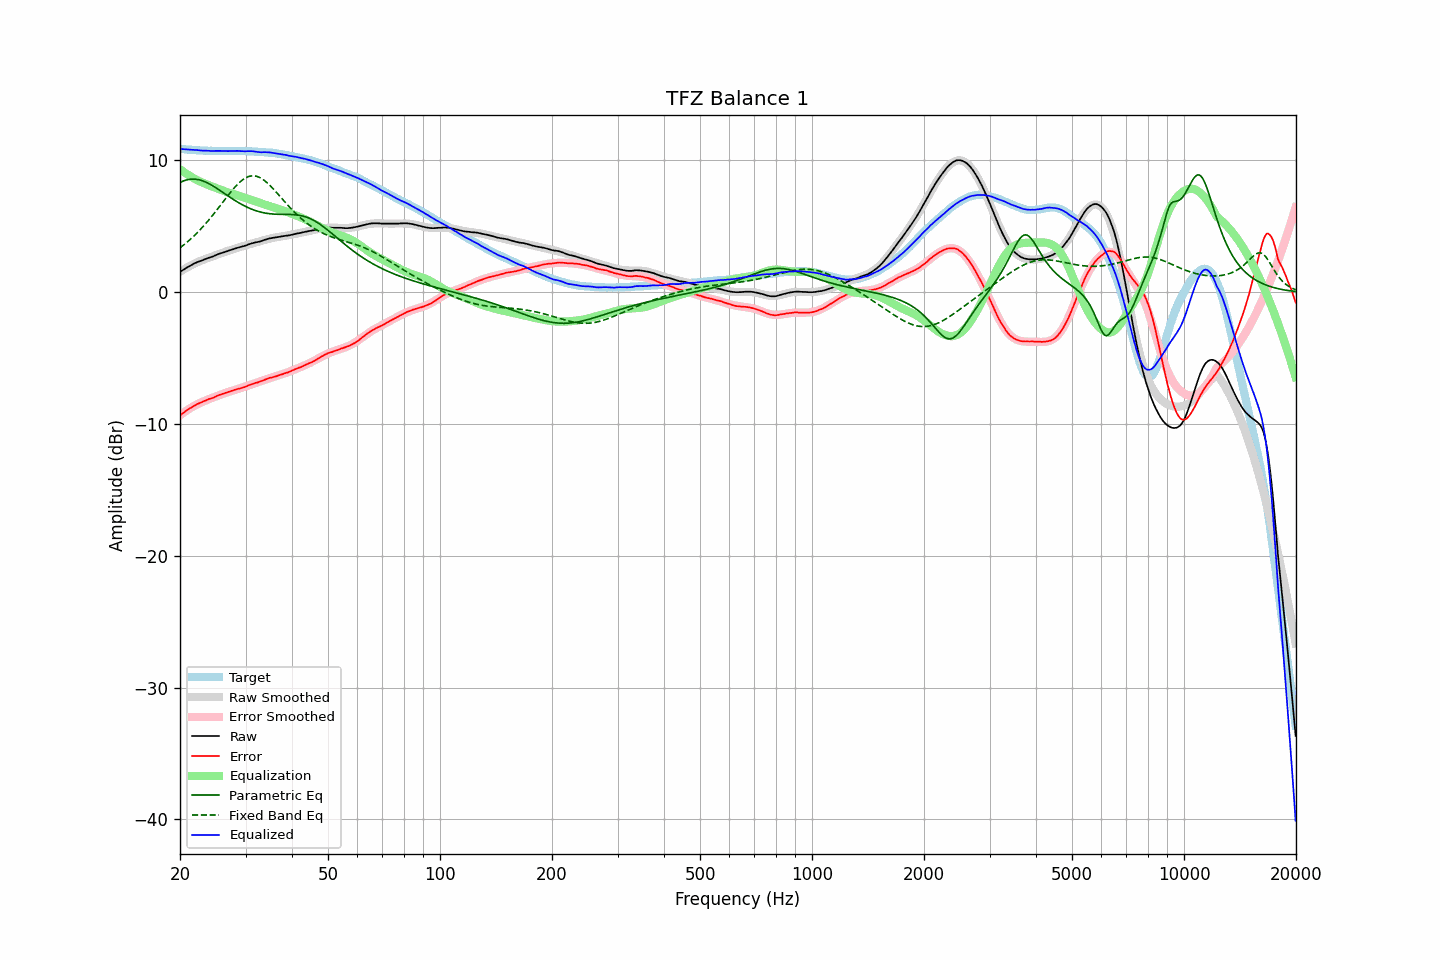 TFZ Balance 1
Amplitude (dBr)
10
0
−10
−20
−30
−40
Target
Raw Smoothed
Error Smoothed
Raw
Error
Equalization
Parametric Eq
Fixed Band Eq
Equalized
20 50 100 200 500 1000 2000 5000 10000 20000
Frequency (Hz)